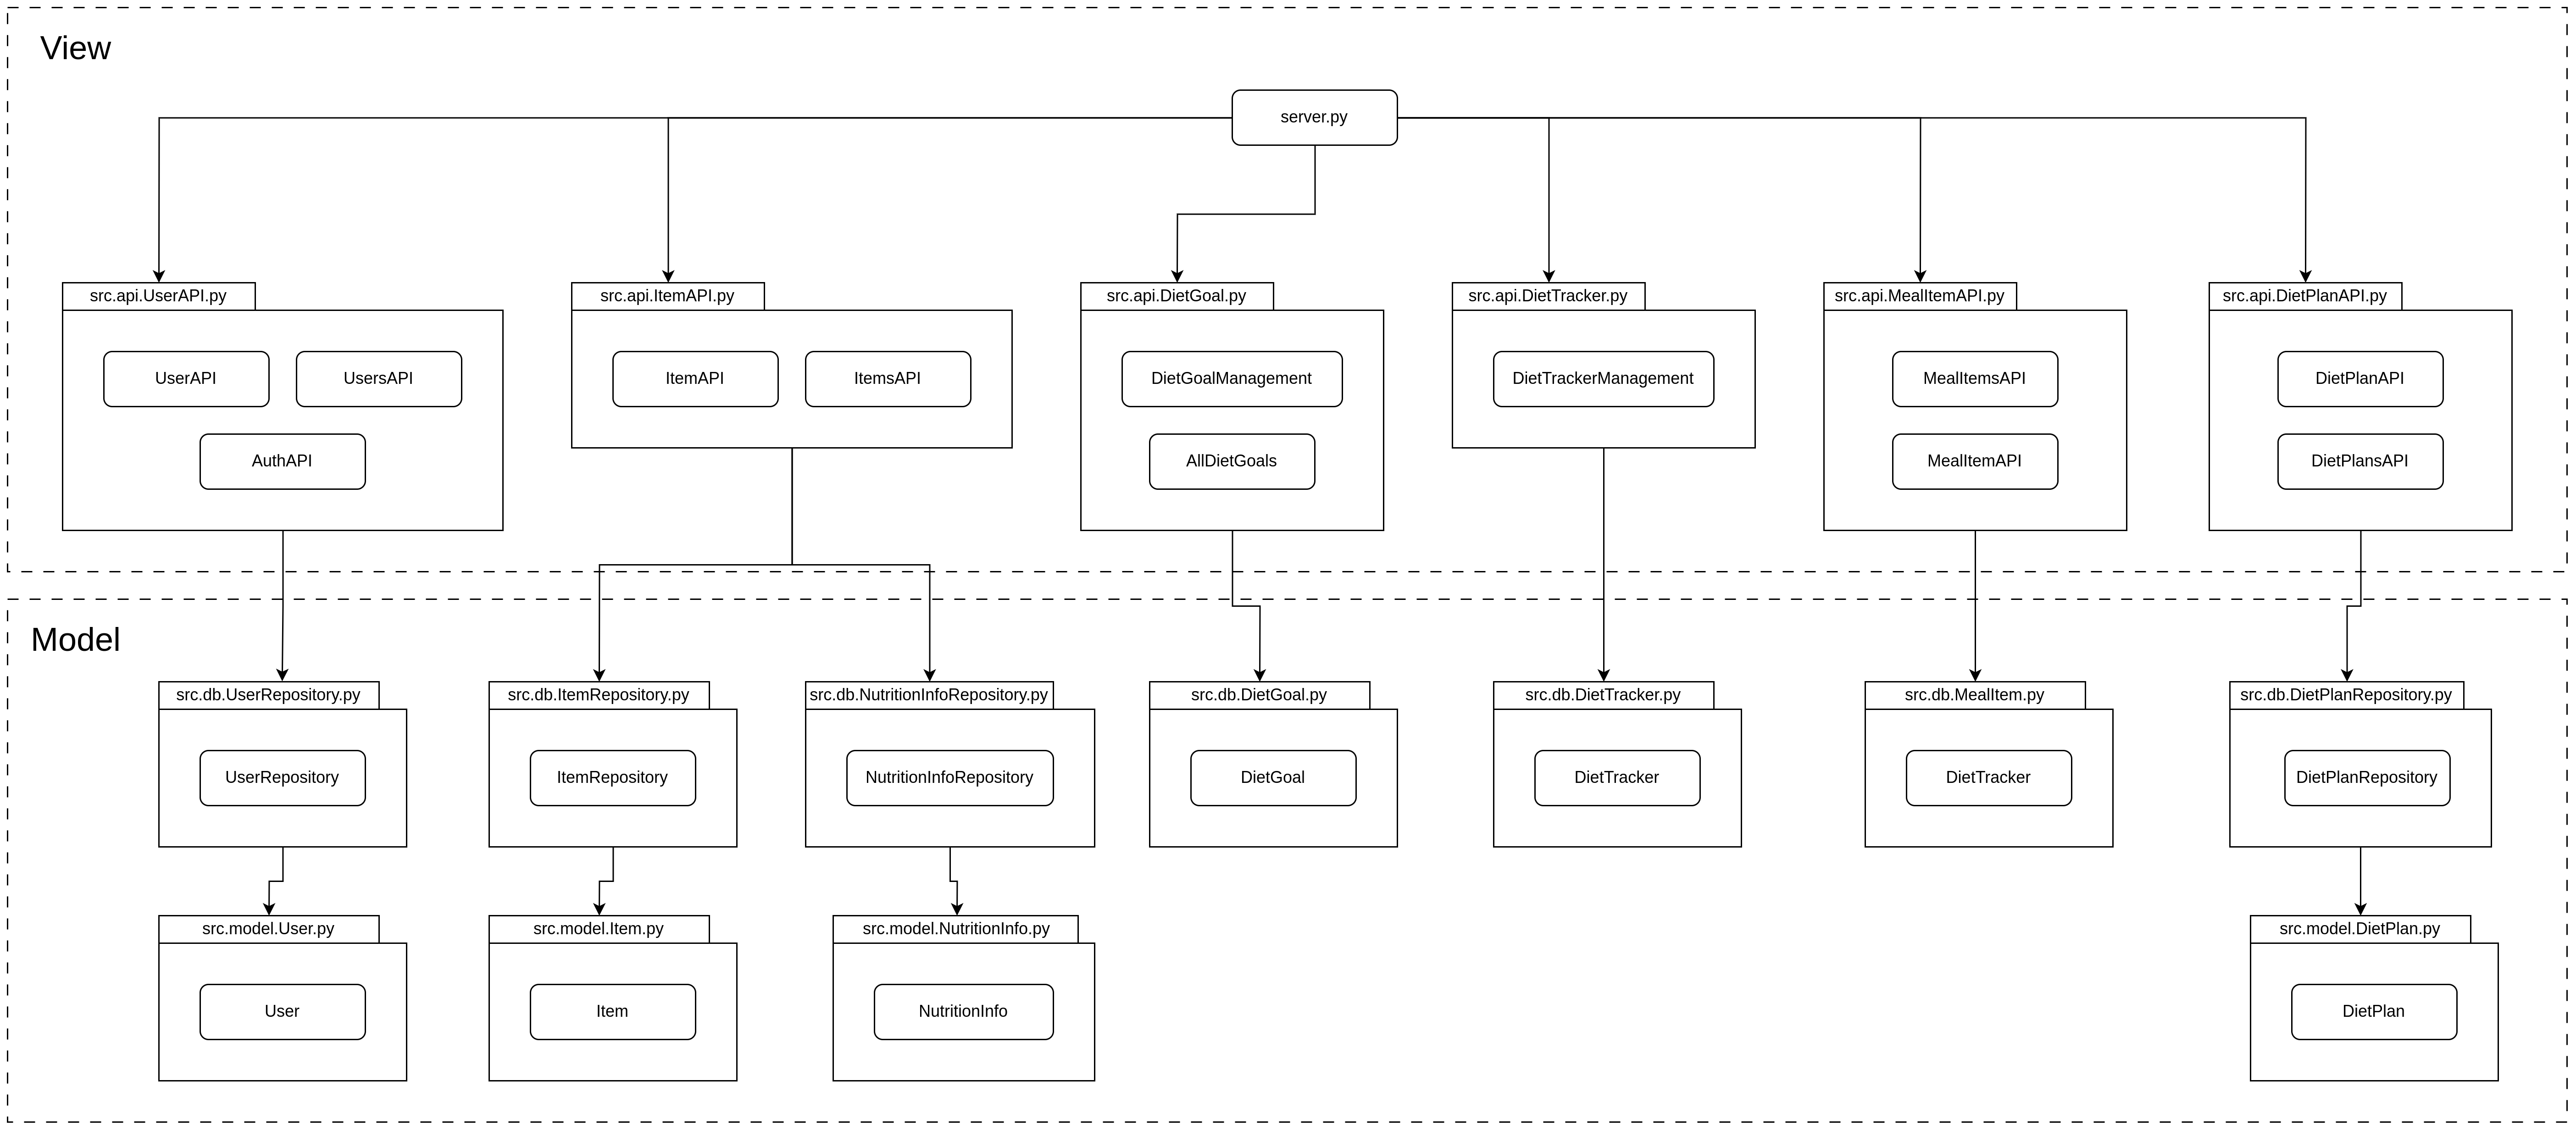 View
server.py
src.api.UserAPI.py
src.api.ItemAPI.py
src.api.DietGoal.py
src.api.DietTracker.py
src.api.MealItemAPI.py
src.api.DietPlanAPI.py
UserAPI
UsersAPI
ItemAPI
ItemsAPI
DietGoalManagement
DietTrackerManagement
MealItemsAPI
DietPlanAPI
AuthAPI
AllDietGoals
MealItemAPI
DietPlansAPI
Model
src.db.UserRepository.py
src.db.ItemRepository.py
src.db.NutritionInfoRepository.py
src.db.DietGoal.py
src.db.DietTracker.py
src.db.MealItem.py
src.db.DietPlanRepository.py
UserRepository
ItemRepository
NutritionInfoRepository
DietGoal
DietTracker
DietTracker
DietPlanRepository
src.model.User.py
src.model.Item.py
src.model.NutritionInfo.py
src.model.DietPlan.py
User
Item
NutritionInfo
DietPlan